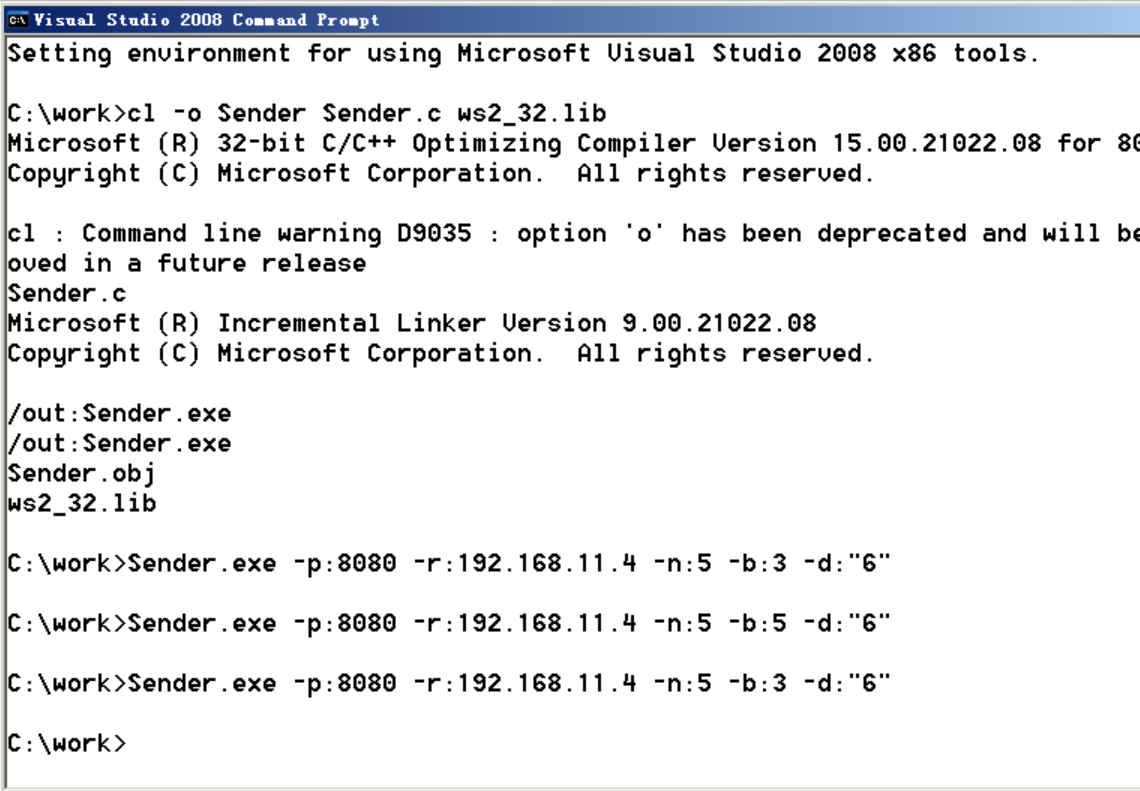 Visual Studio 2008 Command Prompt
Setting environment for using Microsoft Visual Studio 2008 x86 tools.
C:\work>cl -o Sender Sender.c ws2_32.lib
Microsoft (R) 32-bit C/C++ Optimizing Compiler Version 15.00.21022.08 for 80
Copyright (C) Microsoft Corporation.  All rights reserved.
cl : Command line warning D9035 : option 'o' has been deprecated and will be
oved in a future release
Sender.c
Microsoft (R) Incremental Linker Version 9.00.21022.08
Copyright (C) Microsoft Corporation.  All rights reserved.
/out:Sender.exe
/out:Sender.exe
Sender.obj
ws2_32.lib
C:\work>Sender.exe -p:8080 -r:192.168.11.4 -n:5 -b:3 -d:"6"
C:\work>Sender.exe -p:8080 -r:192.168.11.4 -n:5 -b:5 -d:"6"
C:\work>Sender.exe -p:8080 -r:192.168.11.4 -n:5 -b:3 -d:"6"
C:\work>